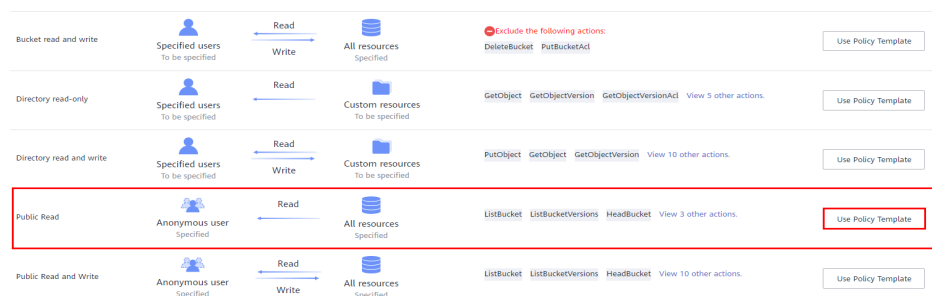 Bucket read and write
Specified users
To be specified
Read
Write
All resources
Specified
Exclude the following actions:
DeleteBucket PutBucketAcl
Use Policy Template
Directory read-only
Specified users
To be specified
Read
Custom resources
To be specified
GetObject GetObjectVersion GetObjectVersionAcl View 5 other actions.
Use Policy Template
Directory read and write
Specified users
To be specified
Read
Write
Custom resources
To be specified
PutObject GetObject GetObjectVersion View 10 other actions.
Use Policy Template
Public Read
Anonymous user
Specified
Read
All resources
Specified
ListBucket ListBucketVersions HeadBucket View 3 other actions.
Use Policy Template
Public Read and Write
Anonymous user
Specified
Read
Write
All resources
Specified
ListBucket ListBucketVersions HeadBucket View 10 other actions.
Use Policy Template